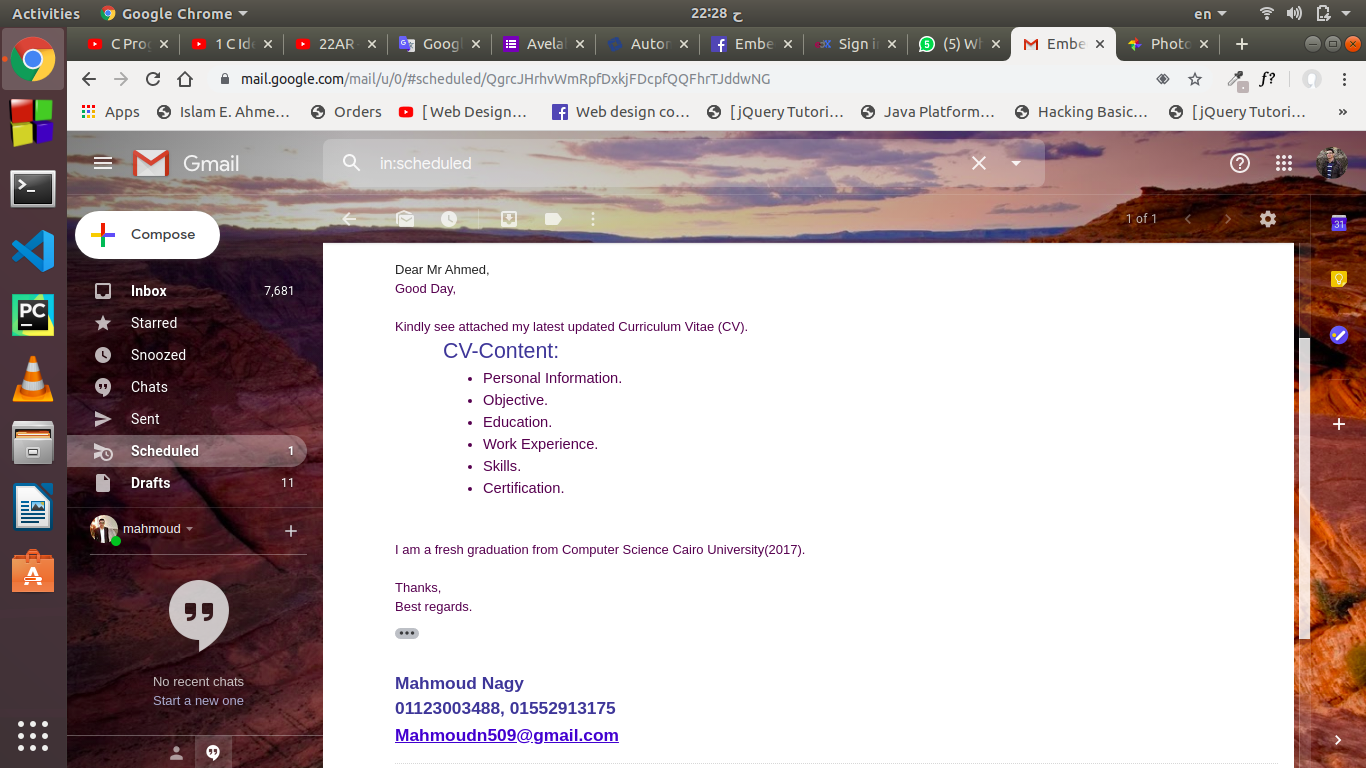 Activities
Google Chrome
22:28 ح
en
C Prog
1 C Ide
22AR -
Googl
Avelal
Autor
Embe
Sign i
(5) Wh
Embe
Photo
mail.google.com/mail/u/0/#scheduled/QgrcJHrhvWmRpfDxkjFDcpfQQFhrTJddwNG
f?
Apps
Islam E. Ahme…
Orders
[ Web Design…
Web design co…
[ jQuery Tutori…
Java Platform…
Hacking Basic…
[ jQuery Tutori…
»
Gmail
in:scheduled
Compose
1 of 1
31
Inbox 7,681
Starred
Snoozed
Chats
Sent
Scheduled 1
Drafts 11
mahmoud
No recent chats
Start a new one
Dear Mr Ahmed,
Good Day,
Kindly see attached my latest updated Curriculum Vitae (CV).
CV-Content:
• Personal Information.
• Objective.
• Education.
• Work Experience.
• Skills.
• Certification.
I am a fresh graduation from Computer Science Cairo University(2017).
Thanks,
Best regards.
Mahmoud Nagy
01123003488, 01552913175
Mahmoudn509@gmail.com
PC